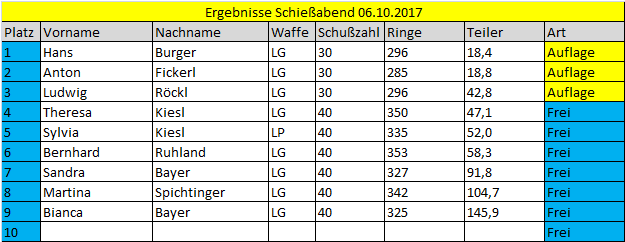 Ergebnisse Schießabend 06.10.2017
Platz Vorname Nachname Waffe Schußzahl Ringe Teiler Art
1 Hans Burger LG 30 296 18,4 Auflage
2 Anton Fickerl LG 30 285 18,8 Auflage
3 Ludwig Röckl LG 30 296 42,8 Auflage
4 Theresa Kiesl LG 40 350 47,1 Frei
5 Sylvia Kiesl LP 40 335 52,0 Frei
6 Bernhard Ruhland LG 40 353 58,3 Frei
7 Sandra Bayer LG 40 327 91,8 Frei
8 Martina Spichtinger LG 40 342 104,7 Frei
9 Bianca Bayer LG 40 325 145,9 Frei
10 Frei